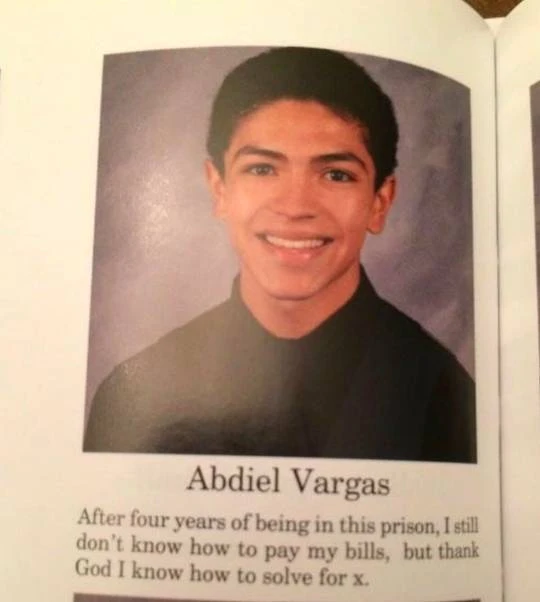 Abdiel Vargas
After four years of being in this prison, I still
don't know how to pay my bills, but thank
God I know how to solve for x.